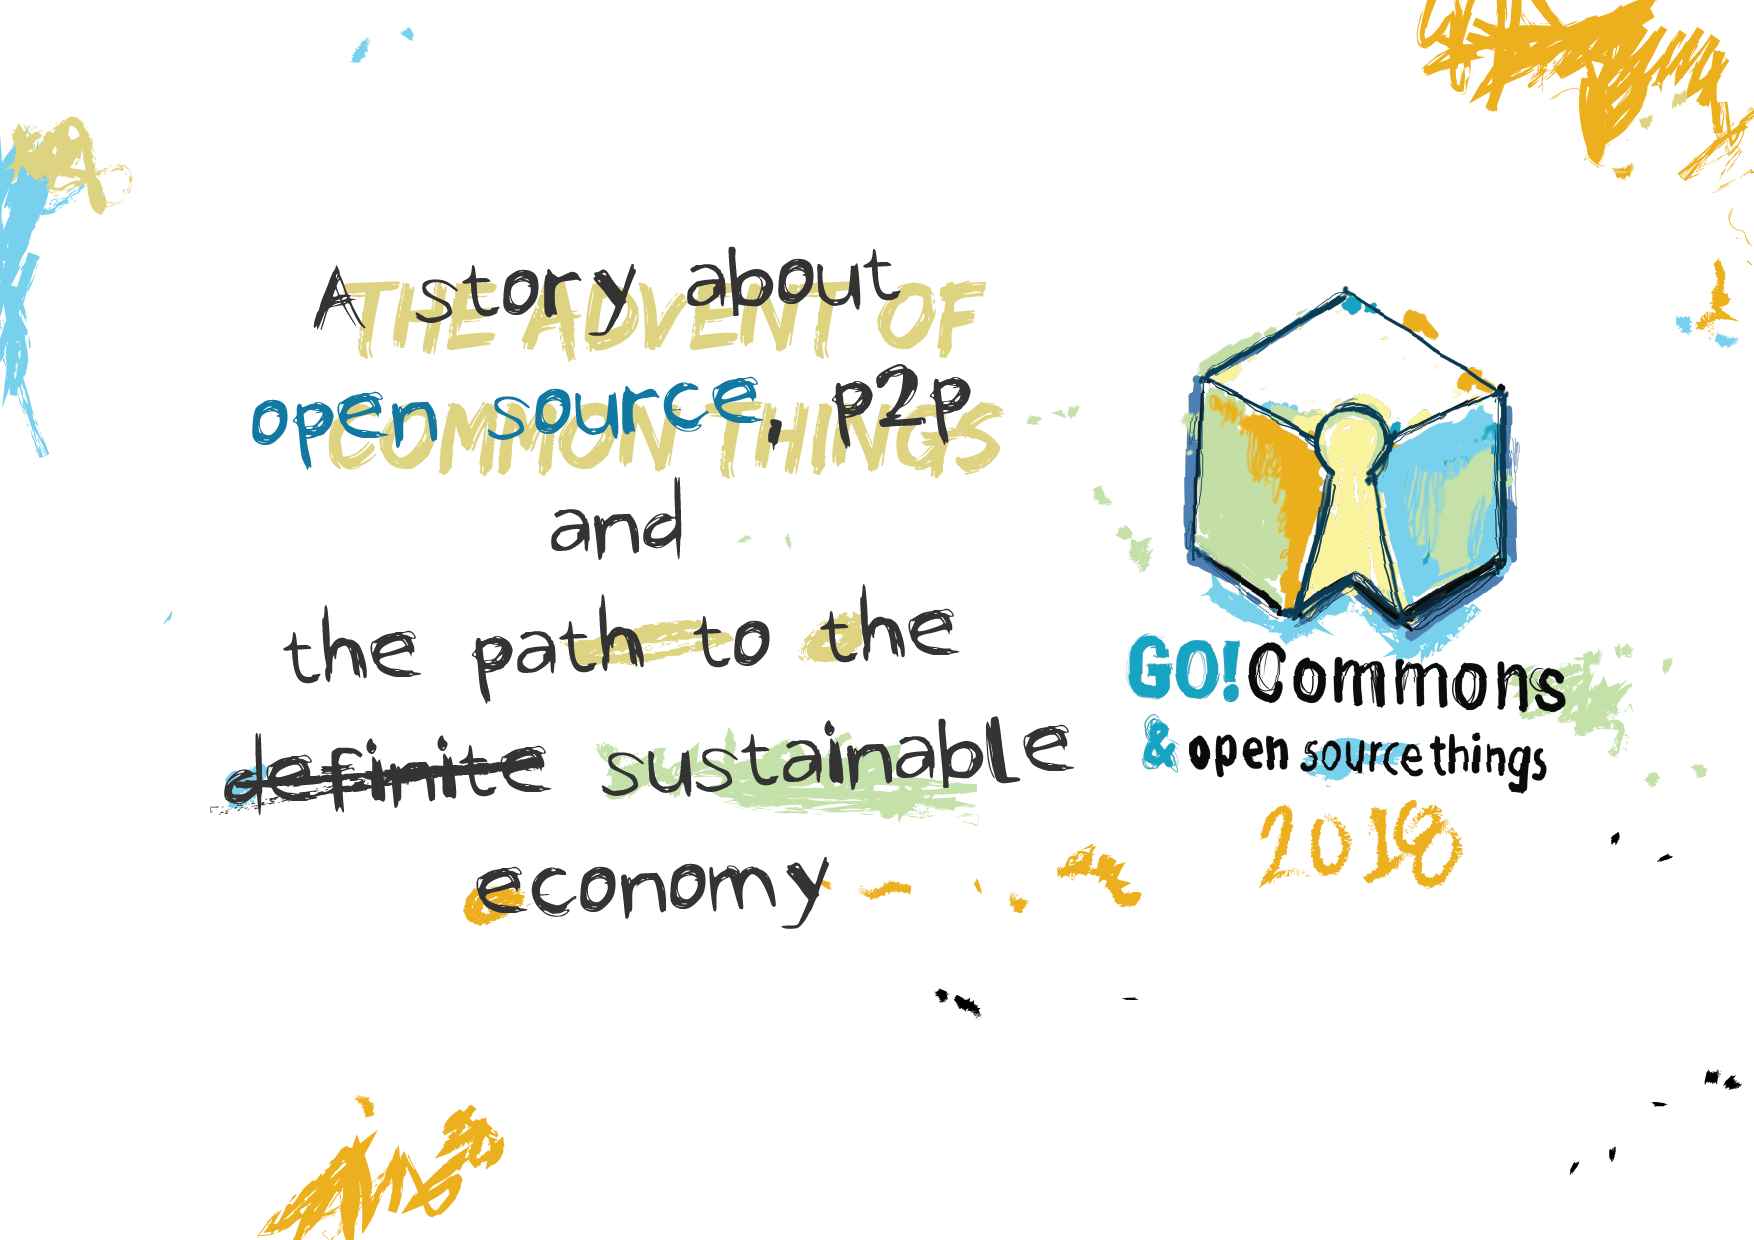 A story about
THE ADVENT OF
open source, p2p
COMMON THINGS
and
the path to the
definite sustainable
economy
GO!Commons
& open source things
2018